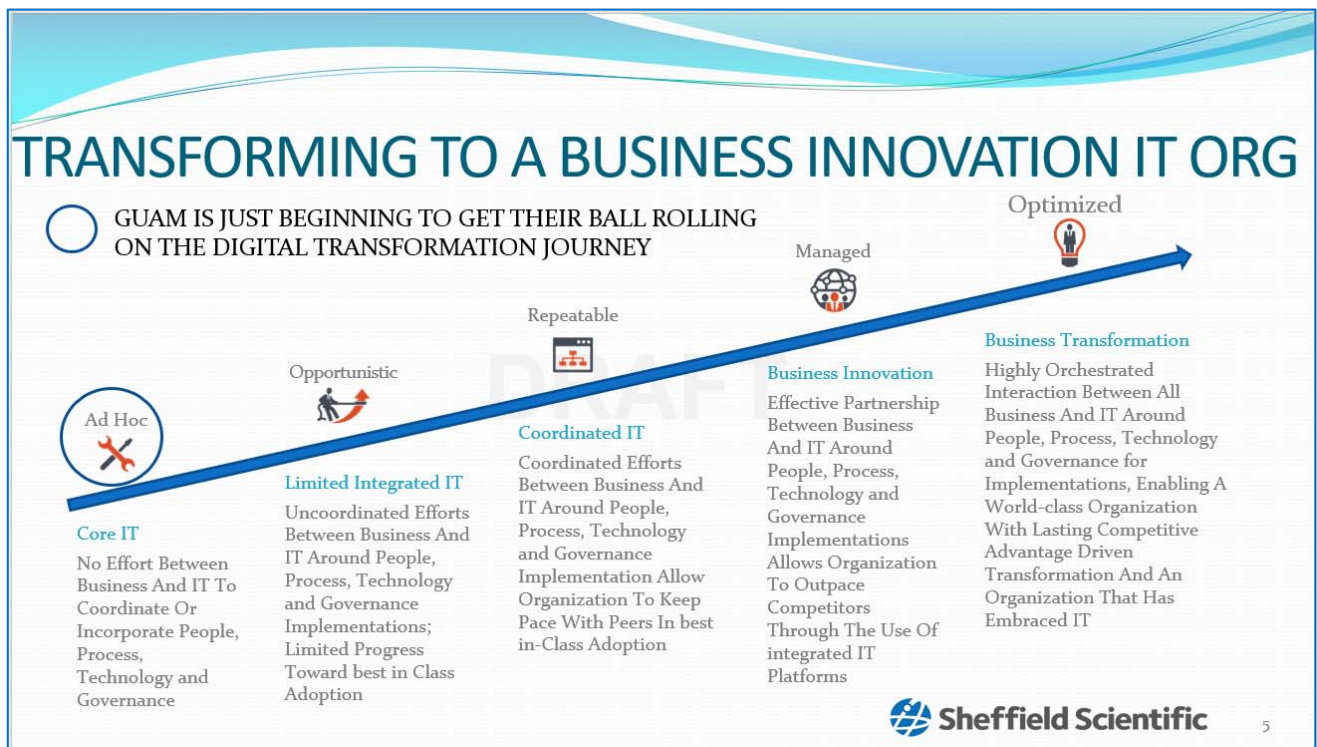 TRANSFORMING TO A BUSINESS INNOVATION IT ORG
GUAM IS JUST BEGINNING TO GET THEIR BALL ROLLING
ON THE DIGITAL TRANSFORMATION JOURNEY
Ad Hoc
Core IT
No Effort Between
Business And IT To
Coordinate Or
Incorporate People,
Process,
Technology and
Governance
Opportunistic
Limited Integrated IT
Uncoordinated Efforts
Between Business And
IT Around People,
Process, Technology
and Governance
Implementations;
Limited Progress
Toward best in Class
Adoption
Repeatable
Coordinated IT
Coordinated Efforts
Between Business And
IT Around People,
Process, Technology
and Governance
Implementation Allow
Organization To Keep
Pace With Peers In best
in-Class Adoption
Managed
Business Innovation
Effective Partnership
Between Business
And IT Around
People, Process,
Technology and
Governance
Implementations
Allows Organization
To Outpace
Competitors
Through The Use Of
integrated IT
Platforms
Optimized
Business Transformation
Highly Orchestrated
Interaction Between All
Business And IT Around
People, Process, Technology
and Governance for
Implementations, Enabling A
World-class Organization
With Lasting Competitive
Advantage Driven
Transformation And An
Organization That Has
Embraced IT
DRAFT
Sheffield Scientific
5